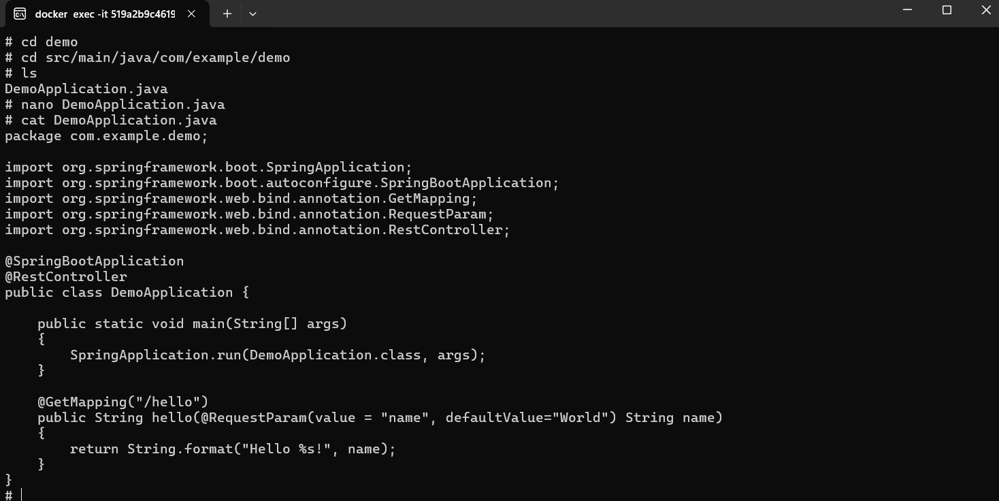 docker exec -it 519a2b9c4619
# cd demo
# cd src/main/java/com/example/demo
# ls
DemoApplication.java
# nano DemoApplication.java
# cat DemoApplication.java
package com.example.demo;

import org.springframework.boot.SpringApplication;
import org.springframework.boot.autoconfigure.SpringBootApplication;
import org.springframework.web.bind.annotation.GetMapping;
import org.springframework.web.bind.annotation.RequestParam;
import org.springframework.web.bind.annotation.RestController;

@SpringBootApplication
@RestController
public class DemoApplication {

    public static void main(String[] args)
    {
        SpringApplication.run(DemoApplication.class, args);
    }

    @GetMapping("/hello")
    public String hello(@RequestParam(value = "name", defaultValue="World") String name)
    {
        return String.format("Hello %s!", name);
    }
}
#